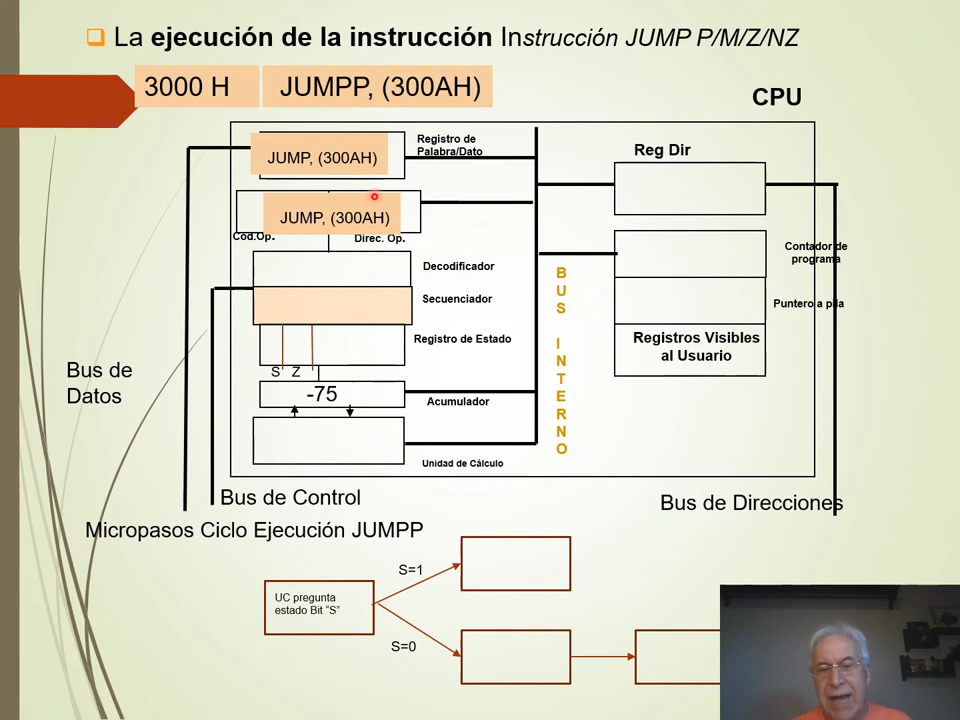 La ejecución de la instrucción Instrucción JUMP P/M/Z/NZ
3000 H
JUMPP, (300AH)
CPU
JUMP, (300AH)
Registro de
Palabra/Dato
Reg Dir
JUMP, (300AH)
Cod.Op.
Direc. Op.
Contador de
programa
Decodificador
Secuenciador
Puntero a pila
Registro de Estado
Registros Visibles
al Usuario
BUS INTERNO
S Z
-75
Acumulador
Unidad de Cálculo
Bus de
Datos
Bus de Control
Bus de Direcciones
Micropasos Ciclo Ejecución JUMPP
S=1
UC pregunta
estado Bit “S”
S=0